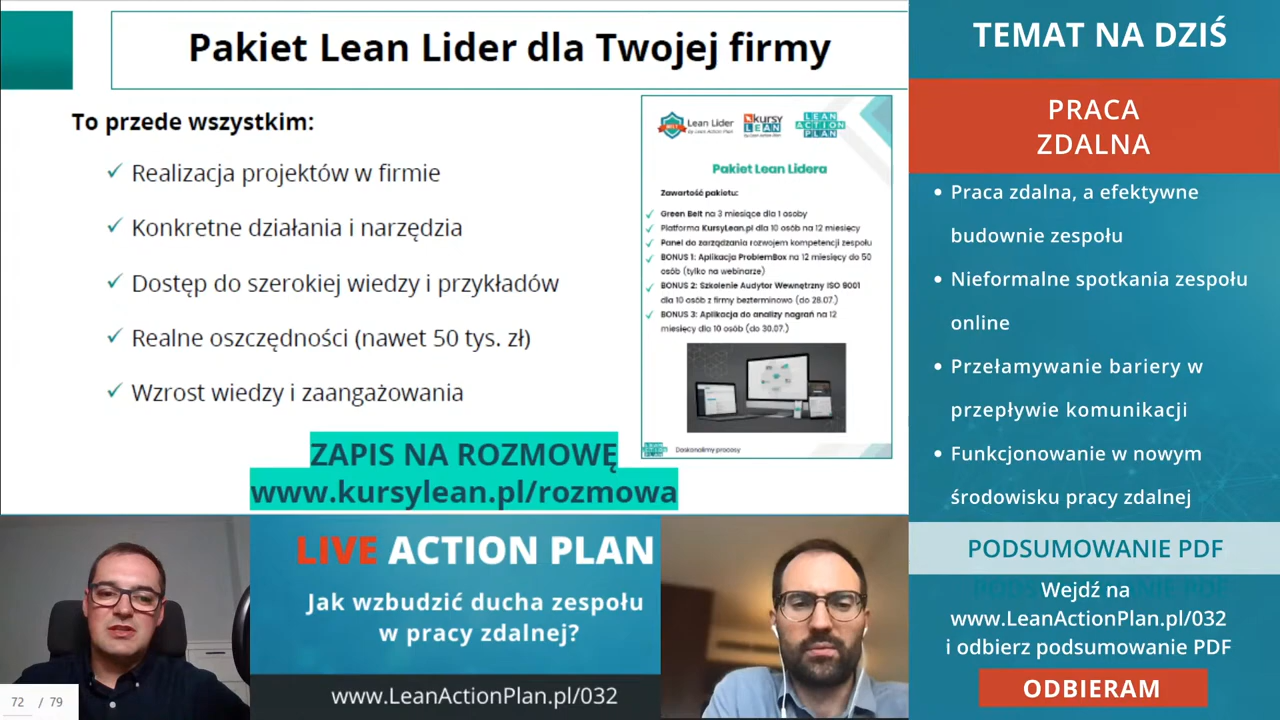 Pakiet Lean Lider dla Twojej firmy
To przede wszystkim:
✓ Realizacja projektów w firmie
✓ Konkretne działania i narzędzia
✓ Dostęp do szerokiej wiedzy i przykładów
✓ Realne oszczędności (nawet 50 tys. zł)
✓ Wzrost wiedzy i zaangażowania
ZAPIS NA ROZMOWĘ
www.kursylean.pl/rozmowa
Lean Lider
by Lean Action Plan
kursy
LEAN
LEAN
ACTION
PLAN
Pakiet Lean Lidera
Zawartość pakietu:
✓ Green Belt na 3 miesiące dla 1 osoby
✓ Platforma KursyLean.pl dla 10 osób na 12 miesięcy
✓ Panel do zarządzania rozwojem kompetencji zespołu
✓ BONUS 1: Aplikacja ProblemBox na 12 miesięcy do 50
osób (tylko na webinarze)
✓ BONUS 2: Szkolenie Audytor Wewnętrzny ISO 9001
dla 10 osób z firmy bezterminowo (do 28.07.)
✓ BONUS 3: Aplikacja do analizy nagrań na 12
miesięcy dla 10 osób (do 30.07.)
LEAN
ACTION
PLAN
Doskonalimy procesy
LIVE ACTION PLAN
Jak wzbudzić ducha zespołu
w pracy zdalnej?
www.LeanActionPlan.pl/032
72 / 79
TEMAT NA DZIŚ
PRACA
ZDALNA
• Praca zdalna, a efektywne
budownie zespołu
• Nieformalne spotkania zespołu
online
• Przełamywanie bariery w
przepływie komunikacji
• Funkcjonowanie w nowym
środowisku pracy zdalnej
PODSUMOWANIE PDF
Wejdź na
www.LeanActionPlan.pl/032
i odbierz podsumowanie PDF
ODBIERAM